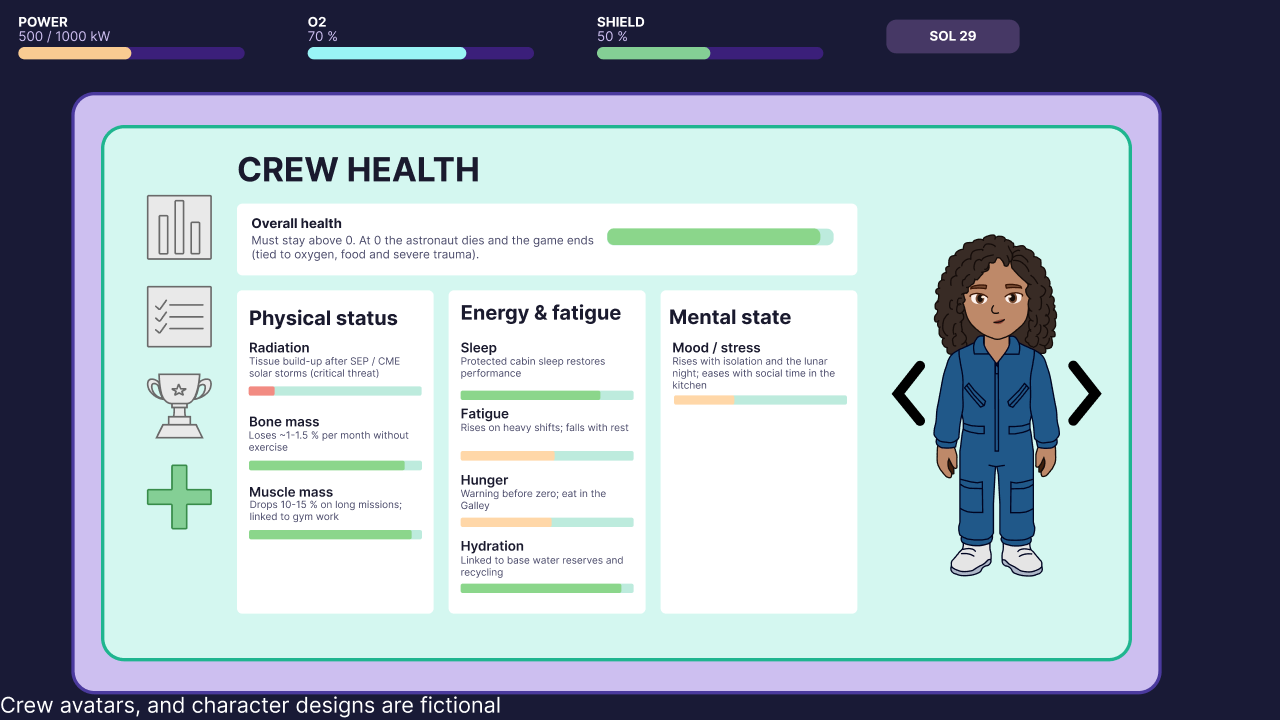 POWER
500 / 1000 kW
O2
70 %
SHIELD
50 %
SOL 29
CREW HEALTH
Overall health
Must stay above 0. At 0 the astronaut dies and the game ends
(tied to oxygen, food and severe trauma).
Physical status
Radiation
Tissue build-up after SEP / CME
solar storms (critical threat)
Bone mass
Loses ~1-1.5 % per month without
exercise
Muscle mass
Drops 10-15 % on long missions;
linked to gym work
Energy & fatigue
Sleep
Protected cabin sleep restores
performance
Fatigue
Rises on heavy shifts; falls with rest
Hunger
Warning before zero; eat in the
Galley
Hydration
Linked to base water reserves and
recycling
Mental state
Mood / stress
Rises with isolation and the lunar
night; eases with social time in the
kitchen
Crew avatars, and character designs are fictional